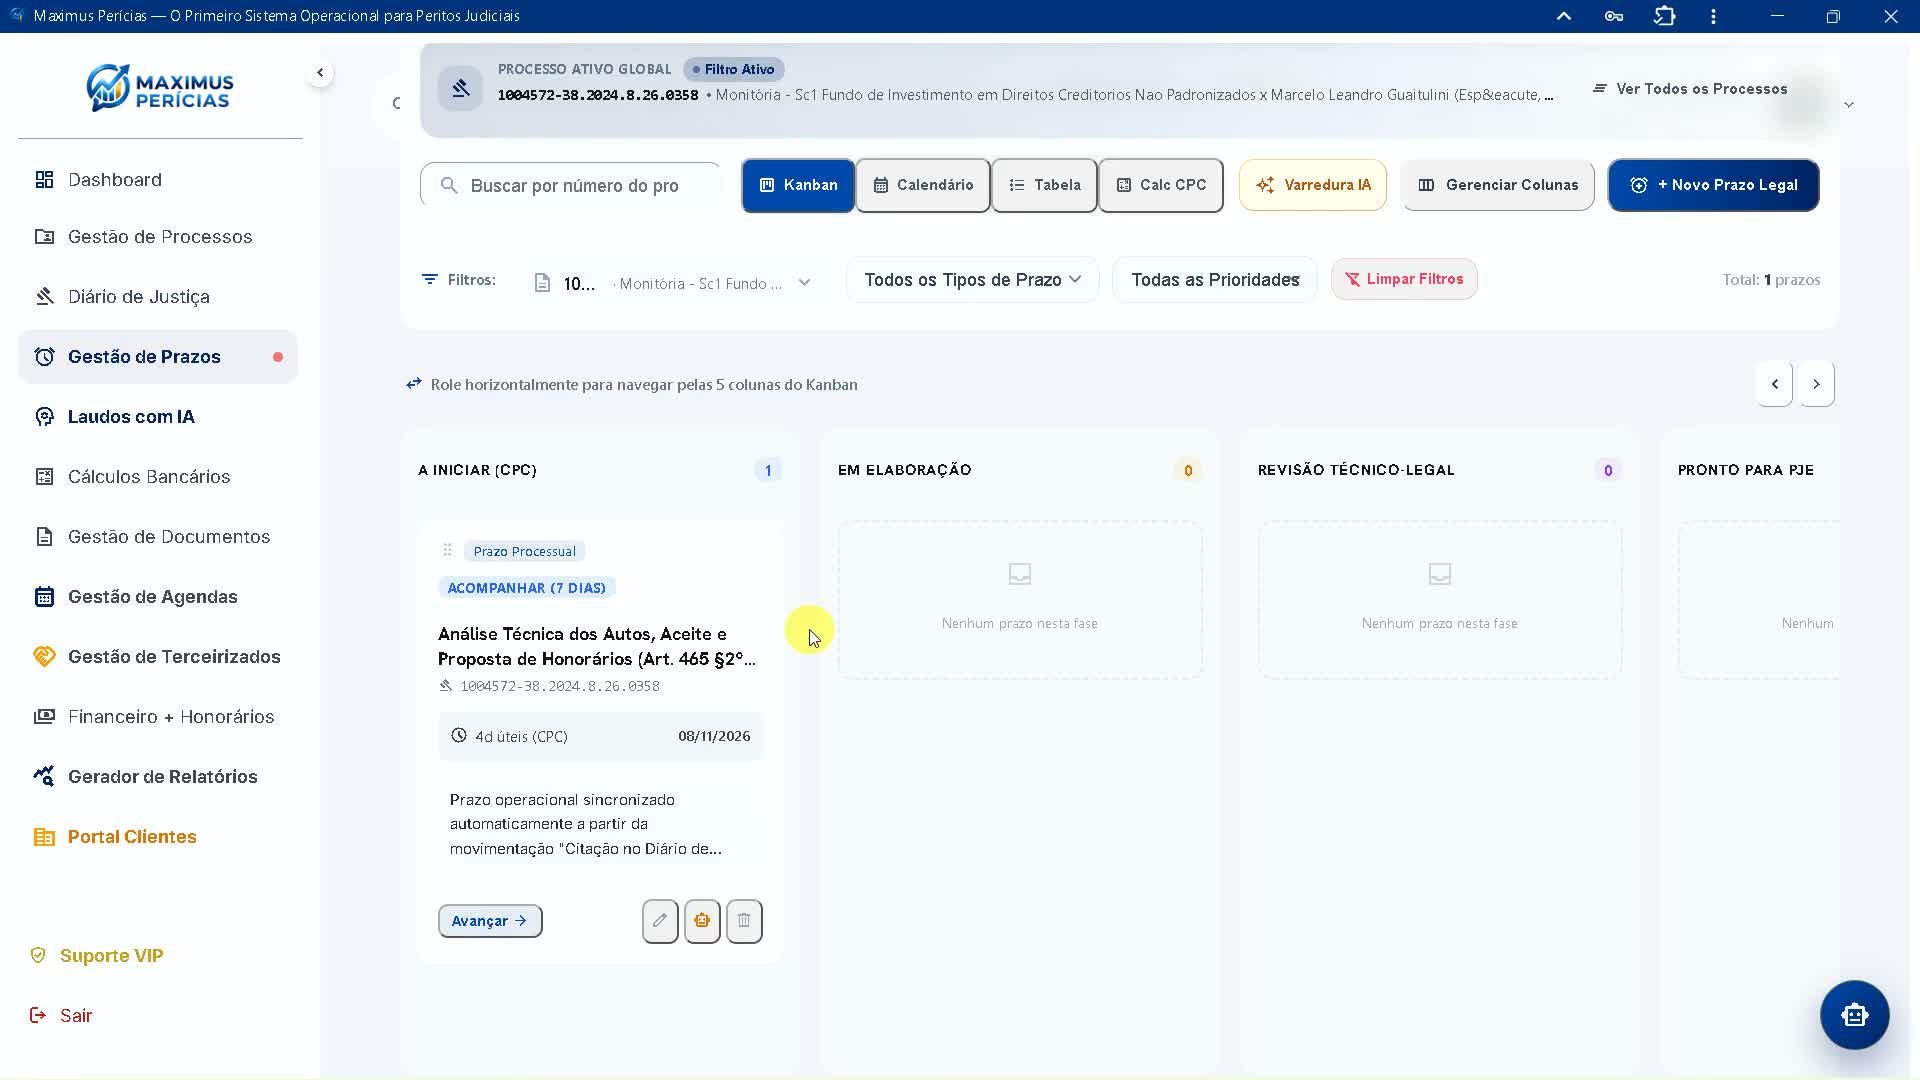 Maximus Perícias — O Primeiro Sistema Operacional para Peritos Judiciais
MAXIMUS
PERÍCIAS
Dashboard
Gestão de Processos
Diário de Justiça
Gestão de Prazos
Laudos com IA
Cálculos Bancários
Gestão de Documentos
Gestão de Agendas
Gestão de Terceirizados
Financeiro + Honorários
Gerador de Relatórios
Portal Clientes
Suporte VIP
Sair
PROCESSO ATIVO GLOBAL
Filtro Ativo
1004572-38.2024.8.26.0358 • Monitória - Sc1 Fundo de Investimento em Direitos Creditorios Nao Padronizados x Marcelo Leandro Guaitulini (Esp&eacute, ...
Ver Todos os Processos
Buscar por número do pro
Kanban
Calendário
Tabela
Calc CPC
Varredura IA
Gerenciar Colunas
+ Novo Prazo Legal
Filtros:
10... · Monitória - Sc1 Fundo ...
Todos os Tipos de Prazo
Todas as Prioridades
Limpar Filtros
Total: 1 prazos
Role horizontalmente para navegar pelas 5 colunas do Kanban
A INICIAR (CPC)
1
EM ELABORAÇÃO
0
REVISÃO TÉCNICO-LEGAL
0
PRONTO PARA PJE
Prazo Processual
ACOMPANHAR (7 DIAS)
Análise Técnica dos Autos, Aceite e
Proposta de Honorários (Art. 465 §2º...
1004572-38.2024.8.26.0358
4d úteis (CPC)
08/11/2026
Prazo operacional sincronizado
automaticamente a partir da
movimentação "Citação no Diário de...
Avançar →
Nenhum prazo nesta fase
Nenhum prazo nesta fase
Nenhum